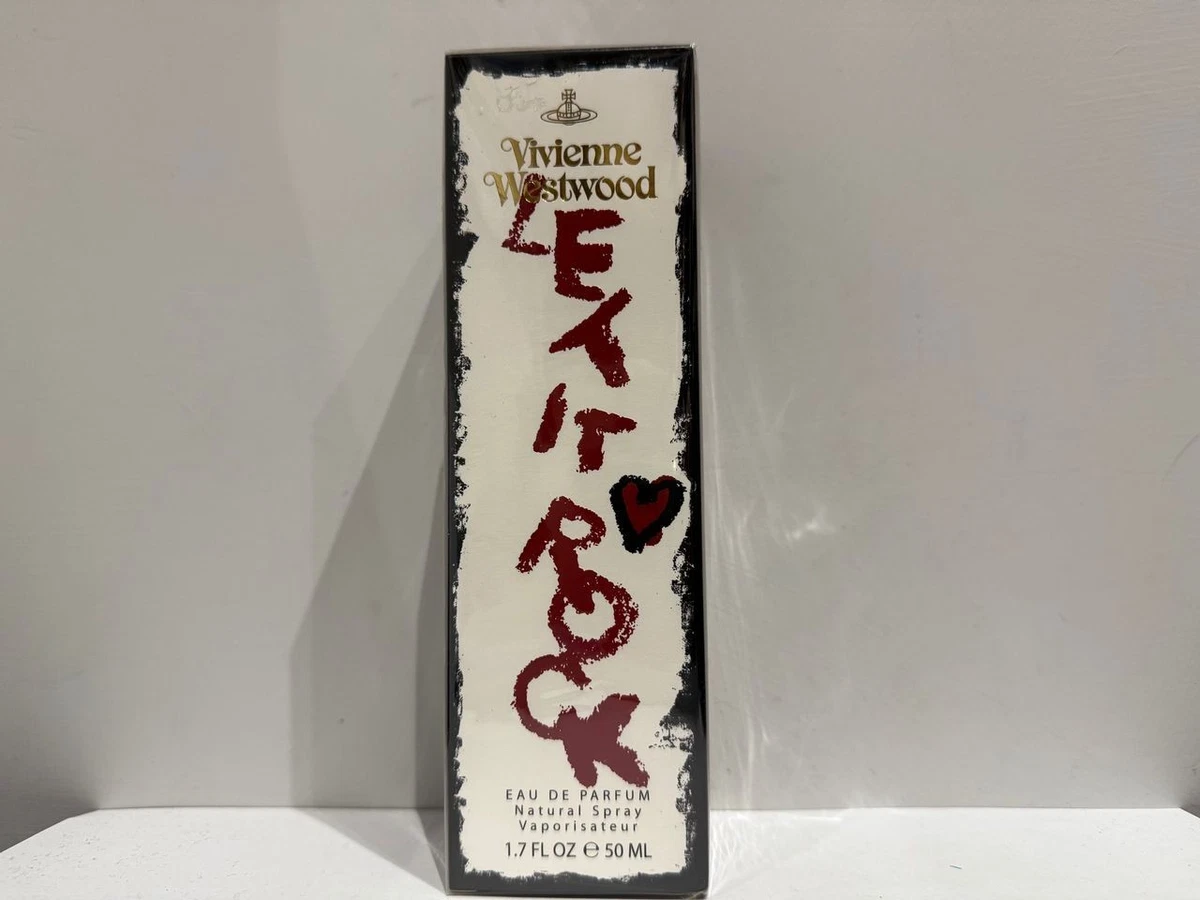 Vivienne
Westwood
LET
IT
ROCK
EAU DE PARFUM
Natural Spray
Vaporisateur
1.7 FL OZ ℮ 50 ML